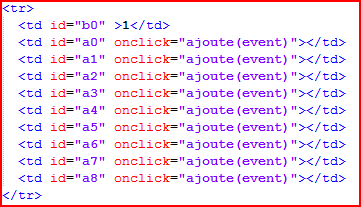 <tr>
  <td id="b0" >1</td>
  <td id="a0" onclick="ajoute(event)"></td>
  <td id="a1" onclick="ajoute(event)"></td>
  <td id="a2" onclick="ajoute(event)"></td>
  <td id="a3" onclick="ajoute(event)"></td>
  <td id="a4" onclick="ajoute(event)"></td>
  <td id="a5" onclick="ajoute(event)"></td>
  <td id="a6" onclick="ajoute(event)"></td>
  <td id="a7" onclick="ajoute(event)"></td>
  <td id="a8" onclick="ajoute(event)"></td>
</tr>